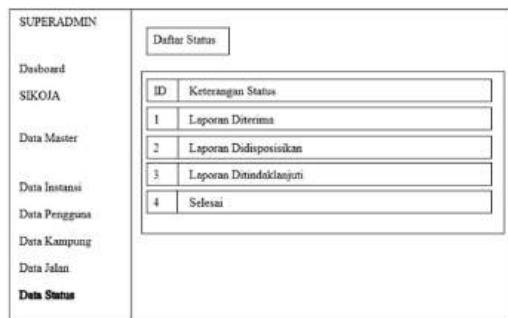 SUPERADMIN
Dasboard
SIKOJA
Data Master
Data Instansi
Data Pengguna
Data Kampung
Data Jalan
Data Status
Daftar Status
ID Keterangan Status
1 Laporan Diterima
2 Laporan Didisposisikan
3 Laporan Ditindaklanjuti
4 Selesai